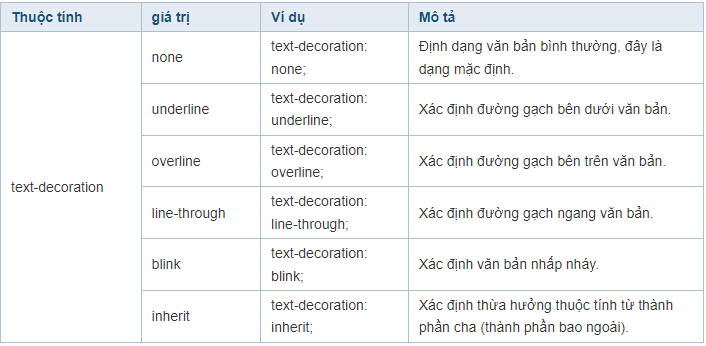 Thuộc tính giá trị Ví dụ Mô tả
text-decoration
none
text-decoration:
none;
Định dạng văn bản bình thường, đây là
dạng mặc định.
underline
text-decoration:
underline;
Xác định đường gạch bên dưới văn bản.
overline
text-decoration:
overline;
Xác định đường gạch bên trên văn bản.
line-through
text-decoration:
line-through;
Xác định đường gạch ngang văn bản.
blink
text-decoration:
blink;
Xác định văn bản nhấp nháy.
inherit
text-decoration:
inherit;
Xác định thừa hưởng thuộc tính từ thành
phần cha (thành phần bao ngoài).